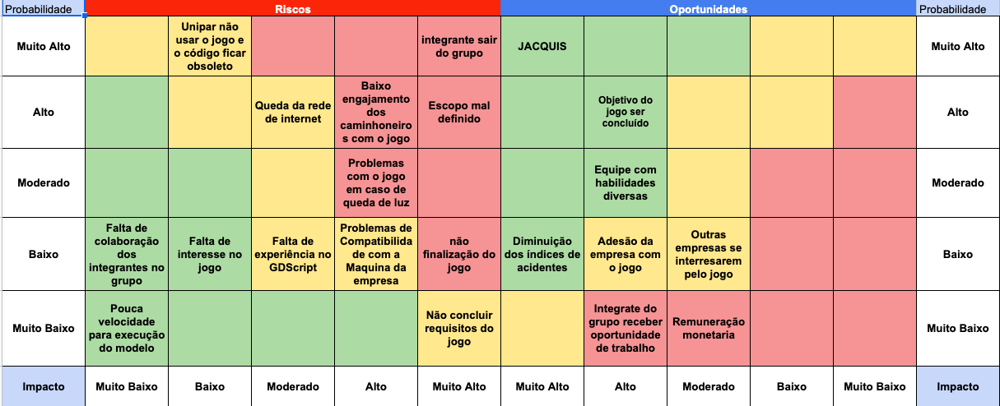 Probabilidade Riscos Oportunidades Probabilidade
Muito Alto
Unipar não
usar o jogo e
o código ficar
obsoleto
integrante sair
do grupo
JACQUIS
Muito Alto
Alto
Queda da rede
de internet
Baixo
engajamento
dos
caminhoneiro
s com o jogo
Escopo mal
definido
Objetivo do
jogo ser
concluído
Alto
Moderado
Problemas
com o jogo
em caso de
queda de luz
Equipe com
habilidades
diversas
Moderado
Baixo
Falta de
colaboração
dos
integrantes no
grupo
Falta de
interesse no
jogo
Falta de
experiência no
GDScript
Problemas de
Compatibilida
de com a
Maquina da
empresa
não
finalização do
jogo
Diminuição
dos índices de
acidentes
Adesão da
empresa com
o jogo
Outras
empresas se
interresarem
pelo jogo
Baixo
Muito Baixo
Pouca
velocidade
para execução
do modelo
Não concluir
requisitos do
jogo
Integrate do
grupo receber
oportunidade
de trabalho
Remuneração
monetaria
Muito Baixo
Impacto Muito Baixo Baixo Moderado Alto Muito Alto Muito Alto Alto Moderado Baixo Muito Baixo Impacto